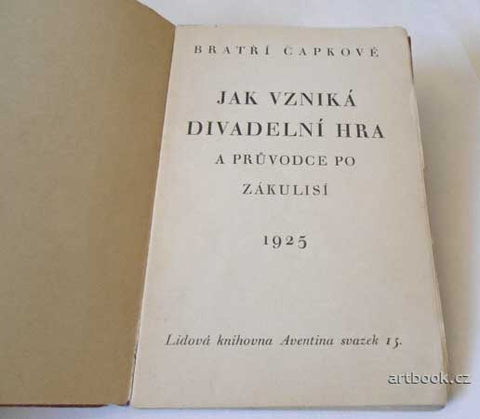 BRATŘÍ ČAPKOVÉ
JAK VZNIKÁ
DIVADELNÍ HRA
A PRŮVODCE PO
ZÁKULISÍ
1925
Lidová knihovna Aventina svazek 15.
artbook.cz